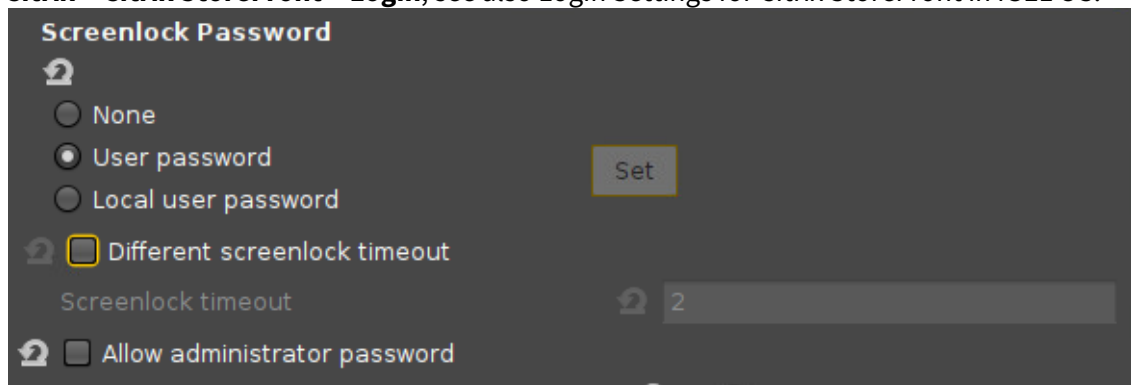 Screenlock Password
None
User password
Set
Local user password
Different screenlock timeout
Screenlock timeout 2
Allow administrator password